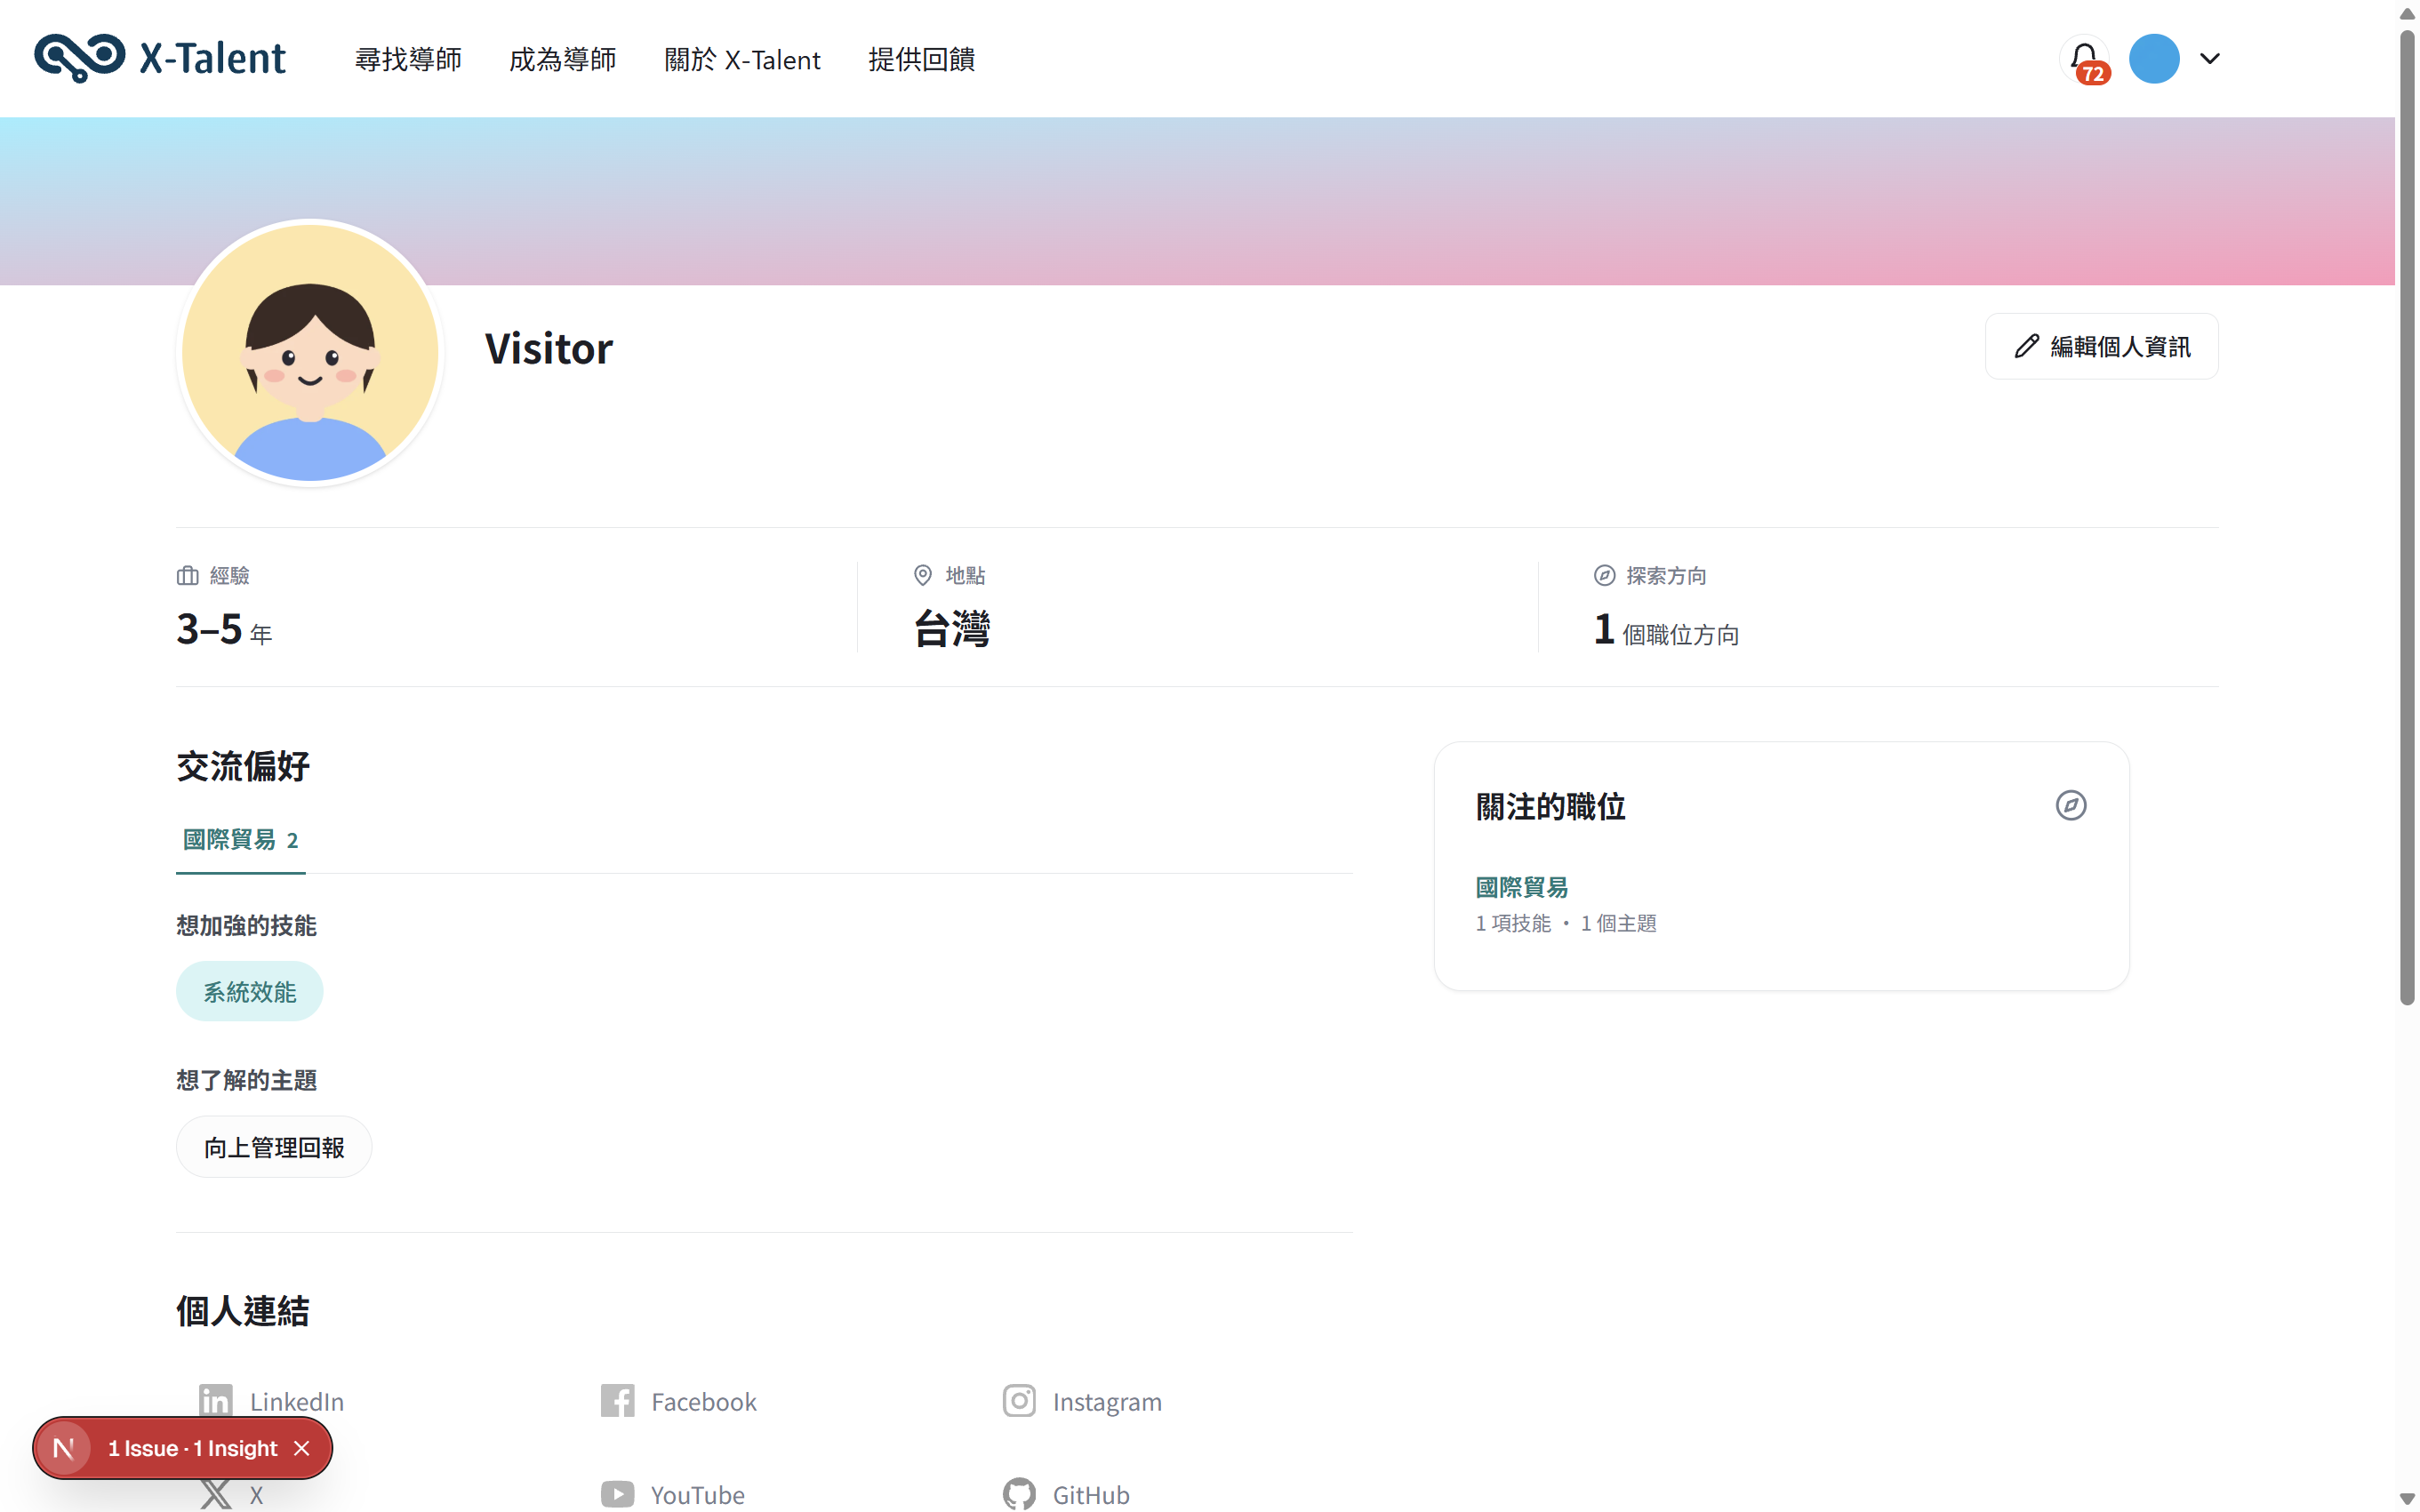 X-Talent
尋找導師
成為導師
關於 X-Talent
提供回饋
72
Visitor
編輯個人資訊
經驗
3–5 年
地點
台灣
探索方向
1 個職位方向
交流偏好
國際貿易 2
想加強的技能
系統效能
想了解的主題
向上管理回報
關注的職位
國際貿易
1 項技能 · 1 個主題
個人連結
LinkedIn
Facebook
Instagram
N 1 Issue · 1 Insight
X
YouTube
GitHub